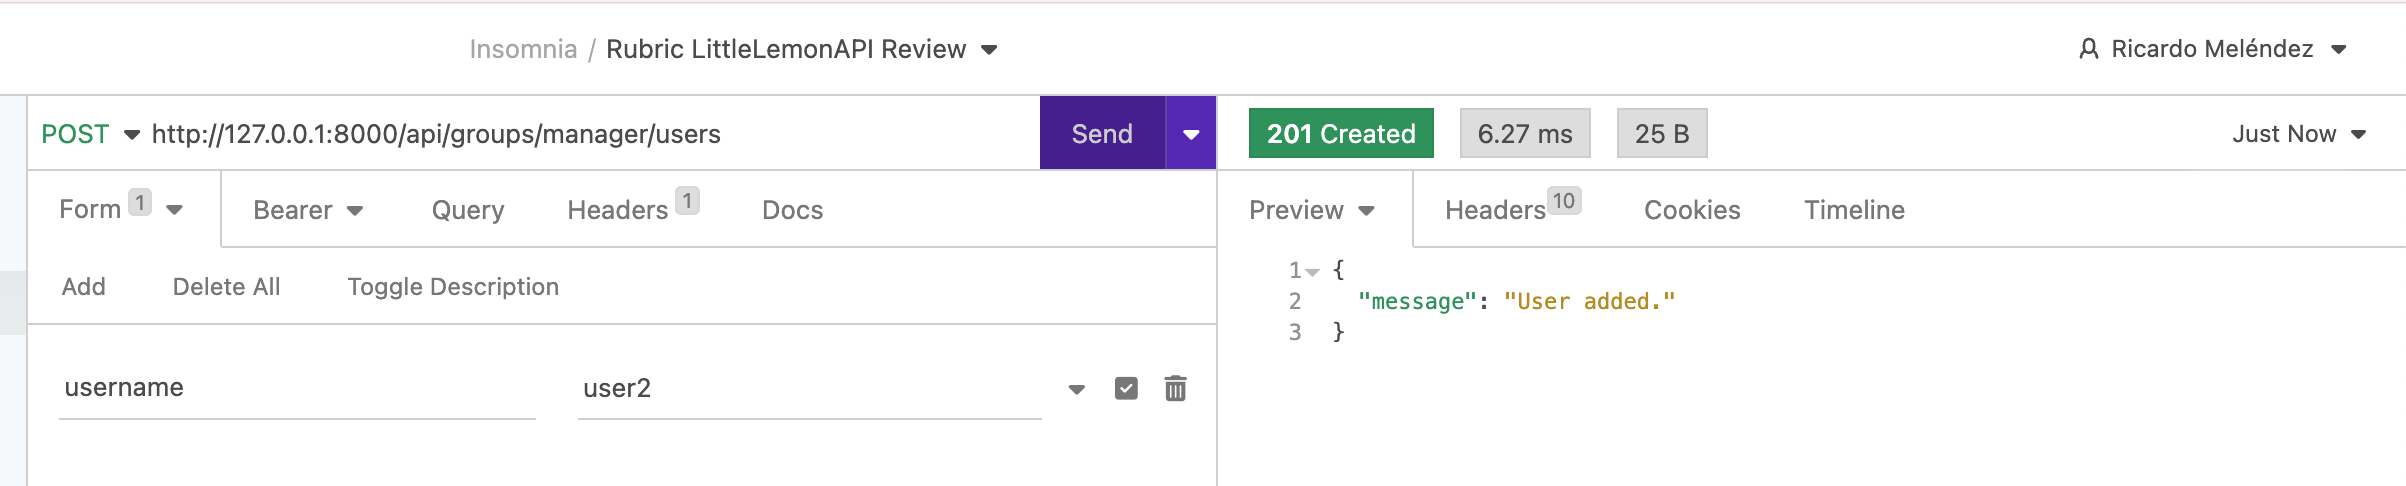 Insomnia / Rubric LittleLemonAPI Review
Ricardo Meléndez
POST http://127.0.0.1:8000/api/groups/manager/users
Send
201 Created 6.27 ms 25 B
Just Now
Form 1 Bearer Query Headers 1 Docs
Preview Headers 10 Cookies Timeline
Add Delete All Toggle Description
username user2
1 {
2 "message": "User added."
3 }